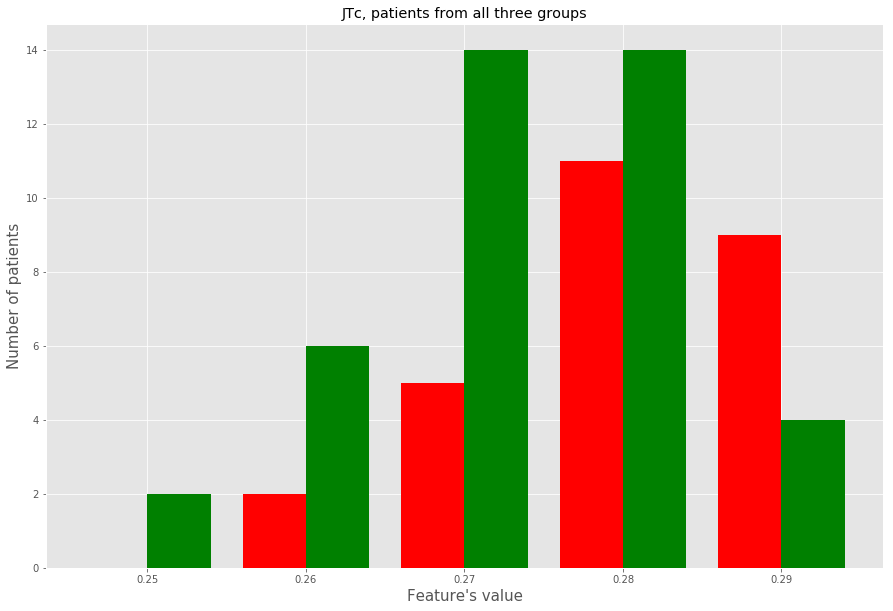 JTc, patients from all three groups
Number of patients
14
12
10
8
6
4
2
0
0.25 0.26 0.27 0.28 0.29
Feature's value